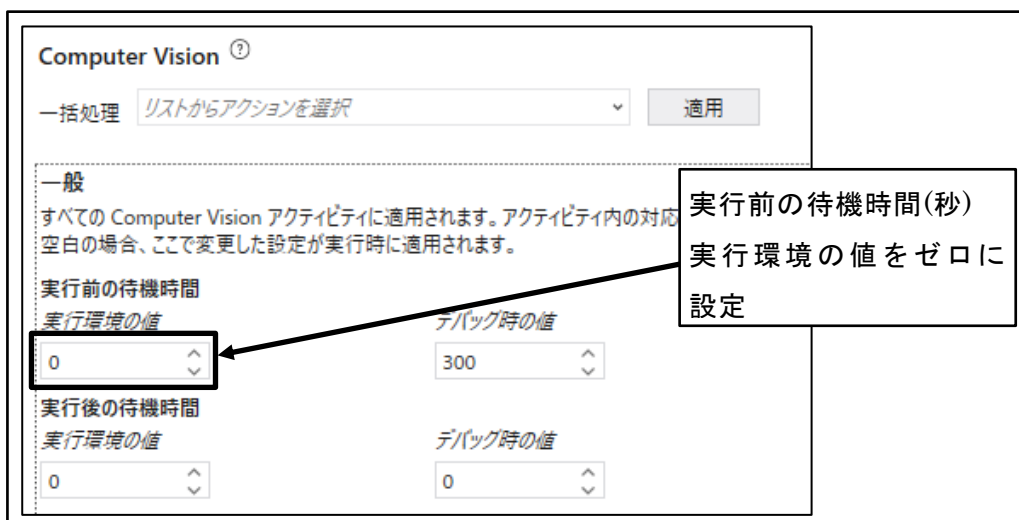 Computer Vision ?
一括処理 リストからアクションを選択 適用
一般
すべての Computer Vision アクティビティに適用されます。アクティビティ内の対応
空白の場合、ここで変更した設定が実行時に適用されます。
実行前の待機時間(秒)
実行環境の値をゼロに
設定
実行前の待機時間
実行環境の値 デバッグ時の値
0 300
実行後の待機時間
実行環境の値 デバッグ時の値
0 0